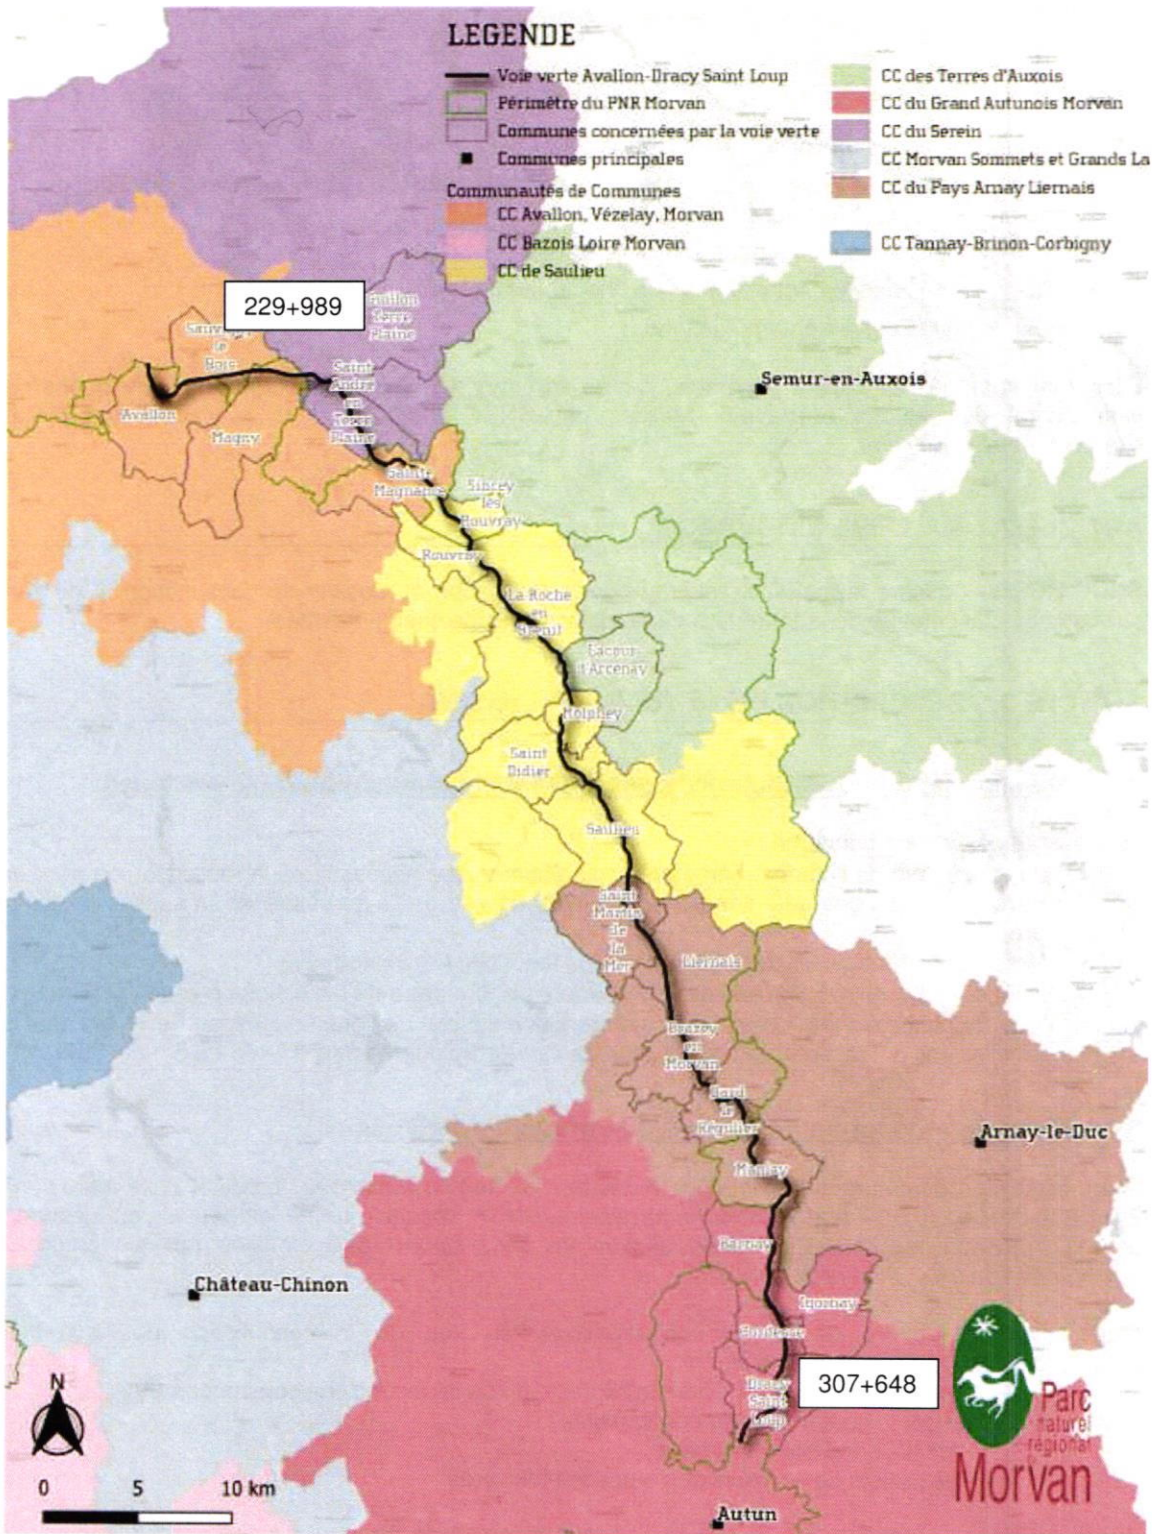 LEGENDE
Voie verte Avallon-Dracy Saint Loup
Périmètre du PNR Morvan
Communes concernées par la voie verte
Communes principales
Communautés de Communes
CC Avallon, Vézelay, Morvan
CC Bazois Loire Morvan
CC de Saulieu
CC des Terres d'Auxois
CC du Grand Autunois Morvan
CC du Serein
CC Morvan Sommets et Grands La
CC du Pays Arnay Liernais
CC Tannay-Brinon-Corbigny
229+989
Terre
Plaine
le
Bois
Saint
André
en
Terre
Plaine
Semur-en-Auxois
Avallon
Magny
Sainte
Magnance
Sincey
lès
Rouvray
Rouvray
La Roche
en
Brenil
Lacour
d'Arcenay
Molphey
Saint
Didier
Saulieu
Saint
Martin
de
la
Mer
Liernais
Brazey
en
Morvan
Bard
le
Régulier
Manlay
Arnay-le-Duc
Barnay
Château-Chinon
Igornay
Cordesse
Dracy
Saint
Loup
307+648
N
0 5 10 km
Autun
Parc
naturel
régional
Morvan